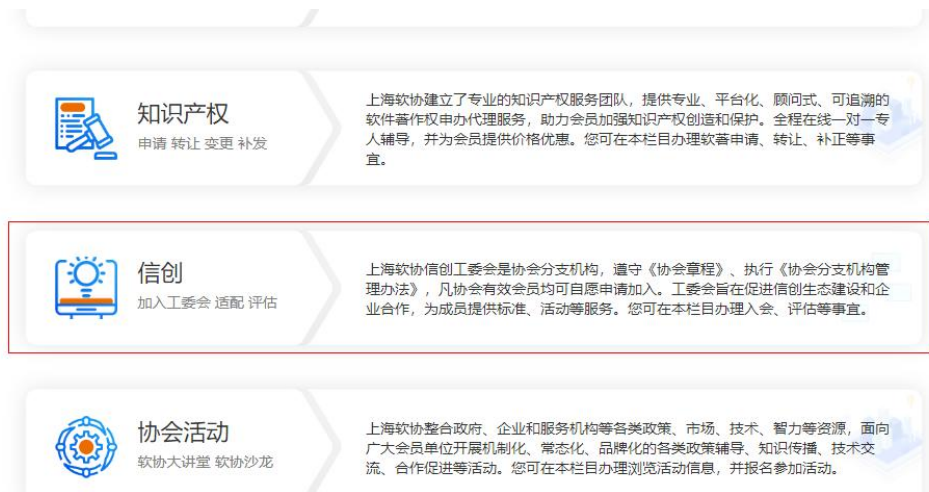 知识产权
申请 转让 变更 补发
上海软协建立了专业的知识产权服务团队，提供专业、平台化、顾问式、可追溯的
软件著作权申办代理服务，助力会员加强知识产权创造和保护。全程在线一对一专
人辅导，并为会员提供价格优惠。您可在本栏目办理软著申请、转让、补正等事
宜。
信创
加入工委会 适配 评估
上海软协信创工委会是协会分支机构，遵守《协会章程》、执行《协会分支机构管
理办法》，凡协会有效会员均可自愿申请加入。工委会旨在促进信创生态建设和企
业合作，为成员提供标准、活动等服务。您可在本栏目办理入会、评估等事宜。
协会活动
软协大讲堂 软协沙龙
上海软协整合政府、企业和服务机构等各类政策、市场、技术、智力等资源，面向
广大会员单位开展机制化、常态化、品牌化的各类政策辅导、知识传播、技术交
流、合作促进等活动。您可在本栏目办理浏览活动信息，并报名参加活动。